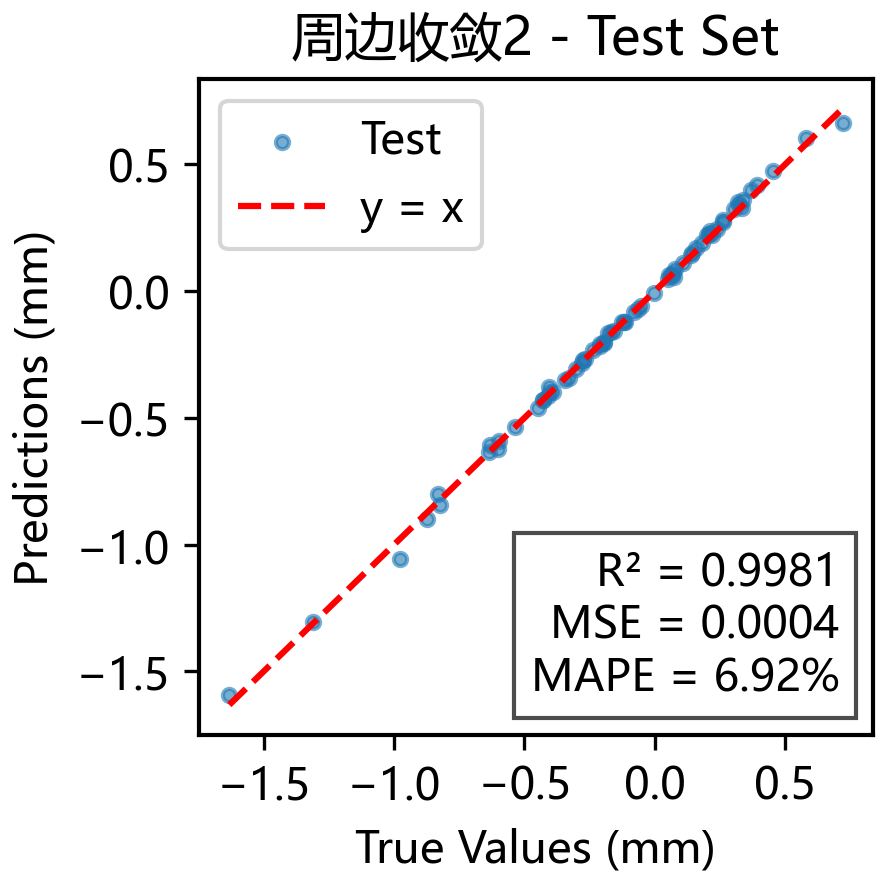 周边收敛2 - Test Set
Test
y = x
Predictions (mm)
0.5
0.0
−0.5
−1.0
−1.5
R² = 0.9981
MSE = 0.0004
MAPE = 6.92%
−1.5 −1.0 −0.5 0.0 0.5
True Values (mm)